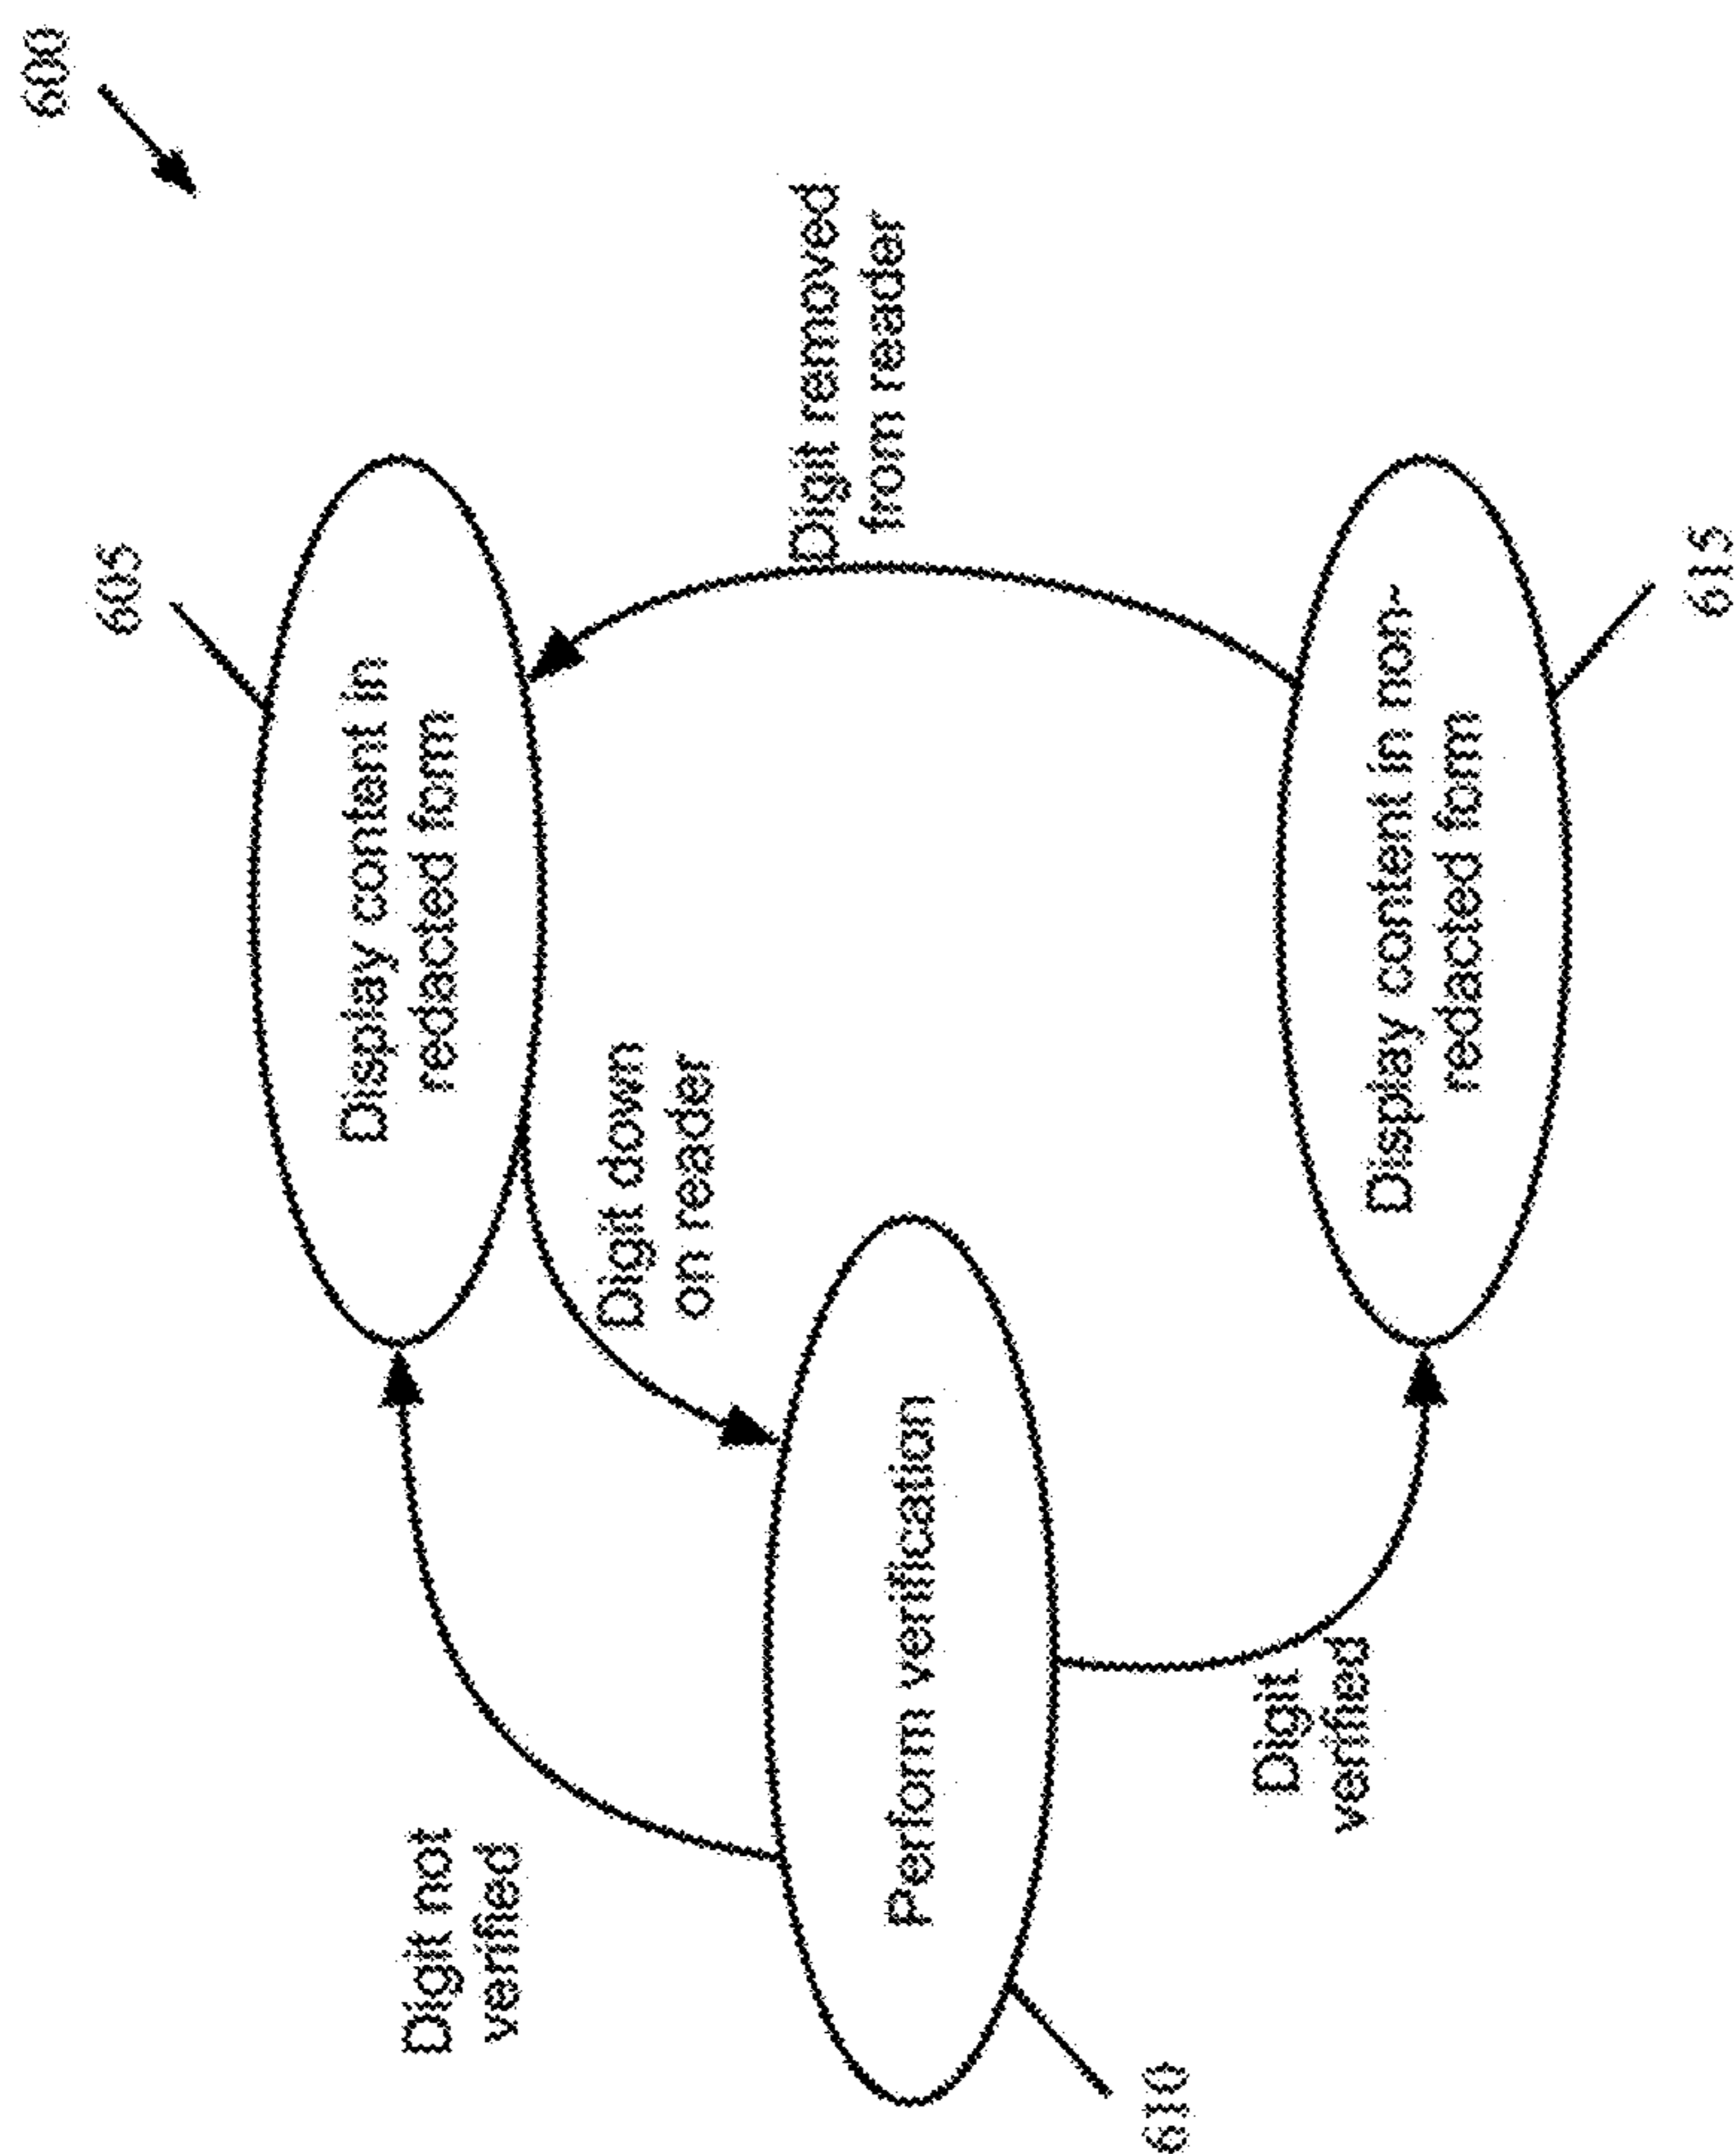 600
605
Display content in
redacted form
Digit removed
from reader
Digit down
on reader
Digit not
verified
Perform verification
610
Digit
verified
Display content in non-
redacted form
615